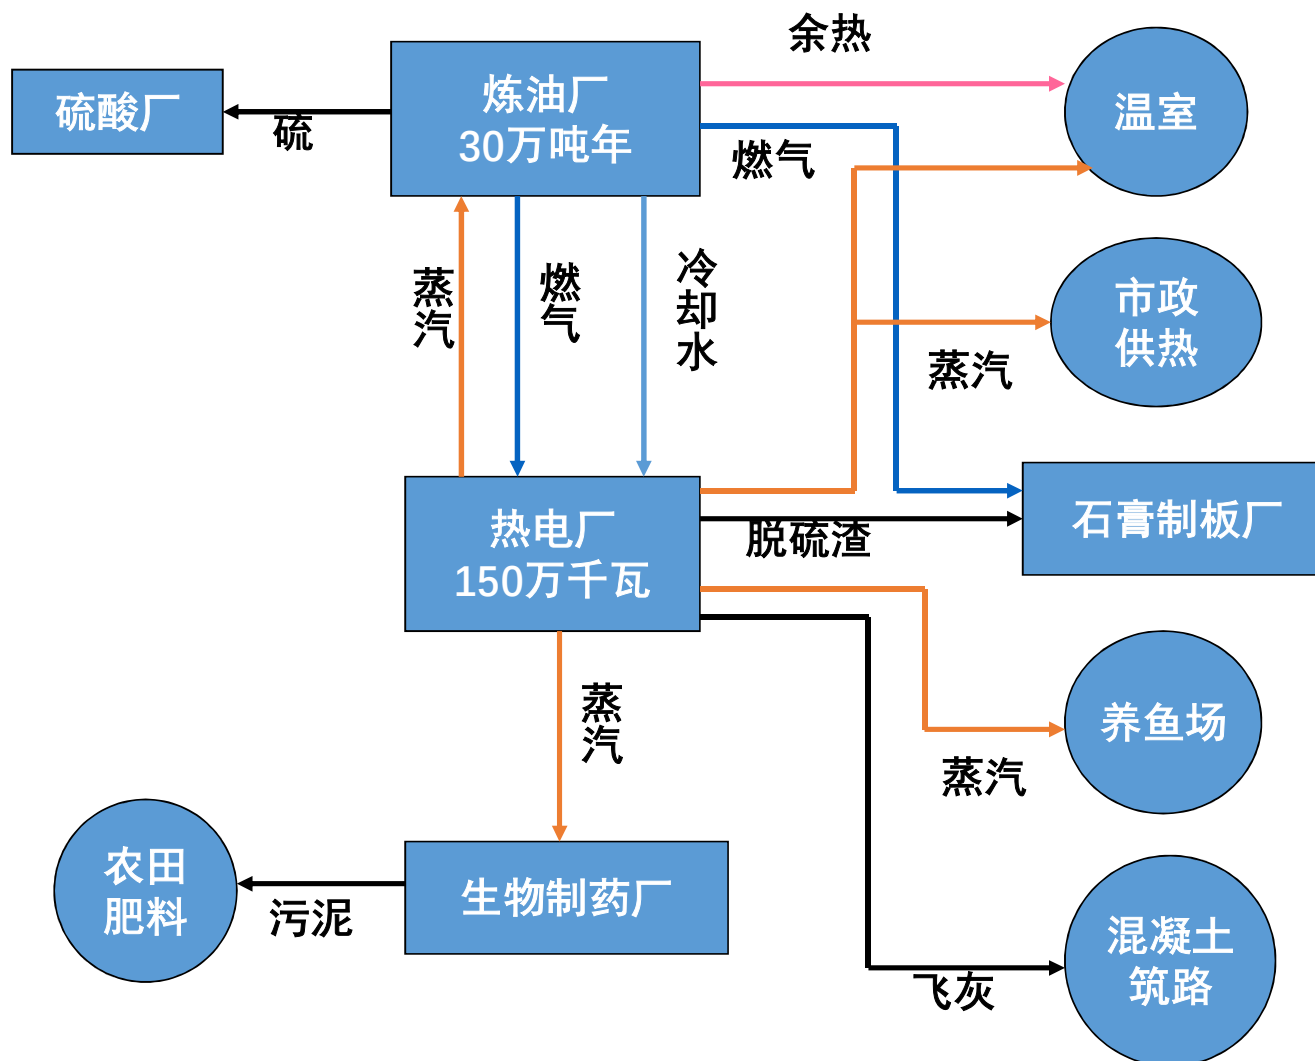 余热
硫酸厂
硫
炼油厂
30万吨年
温室
燃气
蒸汽
燃气
冷却水
市政
供热
蒸汽
热电厂
150万千瓦
脱硫渣
石膏制板厂
蒸汽
养鱼场
蒸汽
农田
肥料
污泥
生物制药厂
混凝土
筑路
飞灰